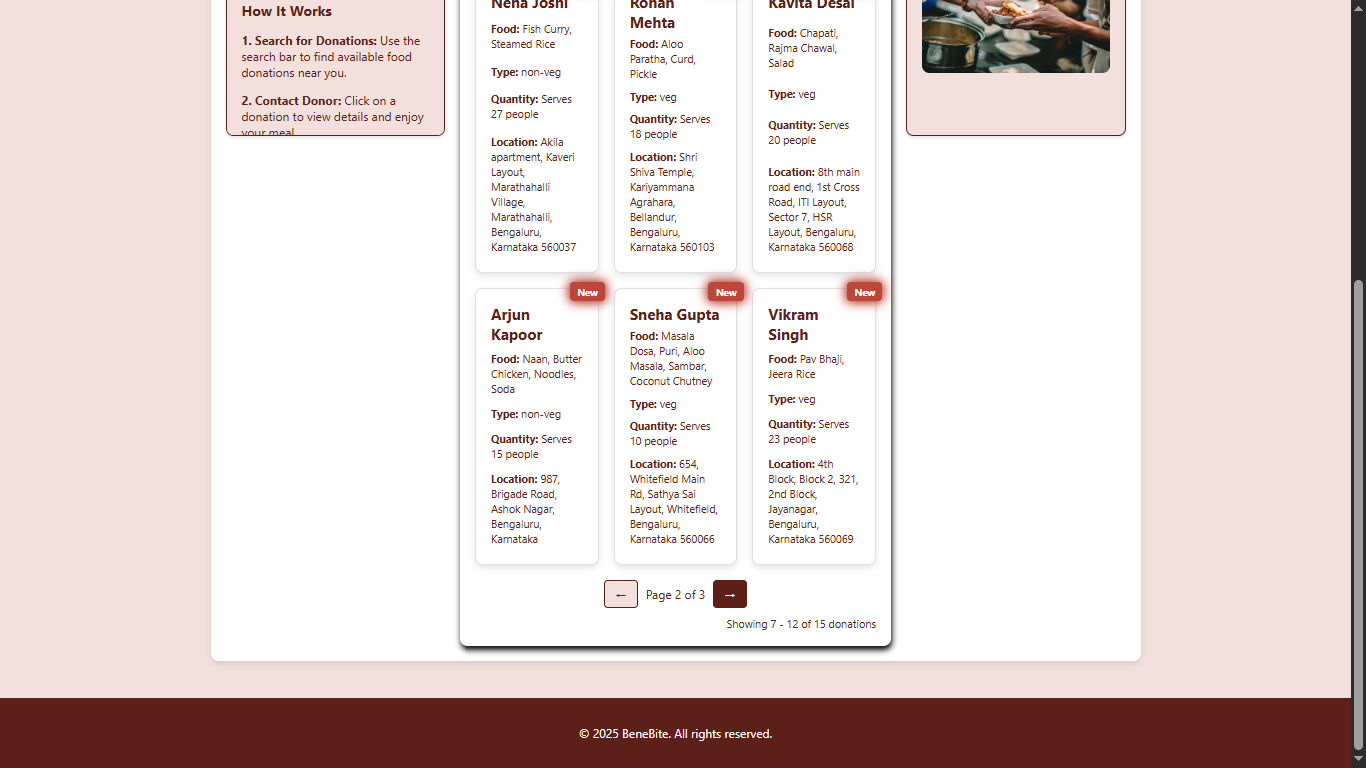 How It Works
1. Search for Donations: Use the
search bar to find available food
donations near you.
2. Contact Donor: Click on a
donation to view details and enjoy
your meal
Neha Joshi
Food: Fish Curry,
Steamed Rice
Type: non-veg
Quantity: Serves
27 people
Location: Akila
apartment, Kaveri
Layout,
Marathahalli
Village,
Marathahalli,
Bengaluru,
Karnataka 560037
Rohan
Mehta
Food: Aloo
Paratha, Curd,
Pickle
Type: veg
Quantity: Serves
18 people
Location: Shri
Shiva Temple,
Kariyammana
Agrahara,
Bellandur,
Bengaluru,
Karnataka 560103
Kavita Desai
Food: Chapati,
Rajma Chawal,
Salad
Type: veg
Quantity: Serves
20 people
Location: 8th main
road end, 1st Cross
Road, ITI Layout,
Sector 7, HSR
Layout, Bengaluru,
Karnataka 560068
New
Arjun
Kapoor
Food: Naan, Butter
Chicken, Noodles,
Soda
Type: non-veg
Quantity: Serves
15 people
Location: 987,
Brigade Road,
Ashok Nagar,
Bengaluru,
Karnataka
New
Sneha Gupta
Food: Masala
Dosa, Puri, Aloo
Masala, Sambar,
Coconut Chutney
Type: veg
Quantity: Serves
10 people
Location: 654,
Whitefield Main
Rd, Sathya Sai
Layout, Whitefield,
Bengaluru,
Karnataka 560066
New
Vikram
Singh
Food: Pav Bhaji,
Jeera Rice
Type: veg
Quantity: Serves
23 people
Location: 4th
Block, Block 2, 321,
2nd Block,
Jayanagar,
Bengaluru,
Karnataka 560069
← Page 2 of 3 →
Showing 7 - 12 of 15 donations
© 2025 BeneBite. All rights reserved.